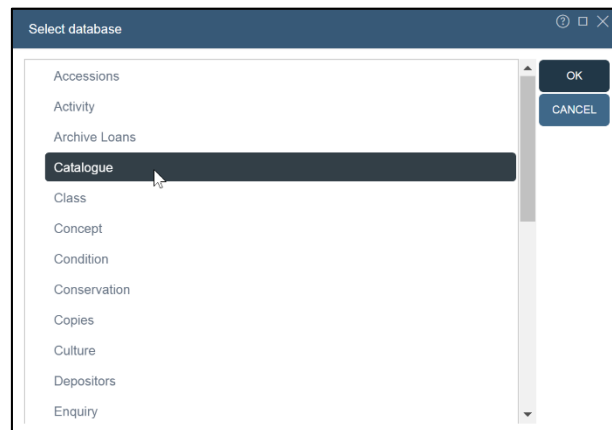 Select database
Accessions
OK
Activity
CANCEL
Archive Loans
Catalogue
Class
Concept
Condition
Conservation
Copies
Culture
Depositors
Enquiry